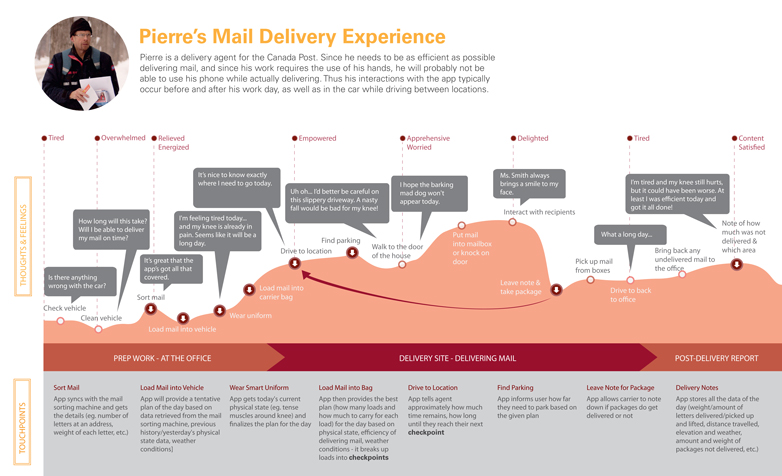 Pierre's Mail Delivery Experience
Pierre is a delivery agent for the Canada Post. Since he needs to be as efficient as possible
delivering mail, and since his work requires the use of his hands, he will probably not be
able to use his phone while actually delivering. Thus his interactions with the app typically
occur before and after his work day, as well as in the car while driving between locations.
Tired
Overwhelmed
Relieved
Energized
Empowered
Apprehensive
Worried
Delighted
Tired
Content
Satisfied
THOUGHTS & FEELINGS
Is there anything
wrong with the car?
How long will this take?
Will I be able to deliver
my mail on time?
It's great that the
app's got all that
covered.
I'm feeling tired today...
and my knee is already in
pain. Seems like it will be a
long day.
It's nice to know exactly
where I need to go today.
Uh oh... I'd better be careful on
this slippery driveway. A nasty
fall would be bad for my knee!
I hope the barking
mad dog won't
appear today.
Ms. Smith always
brings a smile to my
face.
What a long day...
I'm tired and my knee still hurts,
but it could have been worse. At
least I was efficient today and
got it all done!
Check vehicle
Clean vehicle
Sort mail
Load mail into vehicle
Wear uniform
Load mail into
carrier bag
Drive to location
Find parking
Walk to the door
of the house
Put mail
into mailbox
or knock on
door
Interact with recipients
Leave note &
take package
Pick up mail
from boxes
Drive to back
to office
Bring back any
undelivered mail to
the office
Note of how
much was not
delivered &
which area
PREP WORK - AT THE OFFICE
DELIVERY SITE - DELIVERING MAIL
POST-DELIVERY REPORT
TOUCHPOINTS
Sort Mail
App syncs with the mail
sorting machine and gets
the details (eg. number of
letters at an address,
weight of each letter, etc.)
Load Mail into Vehicle
App will provide a tentative
plan of the day based on
data retrieved from the mail
sorting machine, previous
history/yesterday's physical
state data, weather
conditions)
Wear Smart Uniform
App gets today's current
physical state (eg. tense
muscles around knee) and
finalizes the plan for the day
Load Mail into Bag
App then provides the best
plan (how many loads and
how much to carry for each
load) for the day based on
physical state, efficiency of
delivering mail, weather
conditions - it breaks up
loads into checkpoints
Drive to Location
App tells agent
approximately how much
time remains, how long
until they reach their next
checkpoint
Find Parking
App informs user how far
they need to park based on
the given plan
Leave Note for Package
App allows carrier to note
down if packages do get
delivered or not
Delivery Notes
App stores all the data of the
day (weight/amount of
letters delivered/picked up
and lifted, distance travelled,
elevation and weather,
amount and weight of
packages not delivered, etc.)